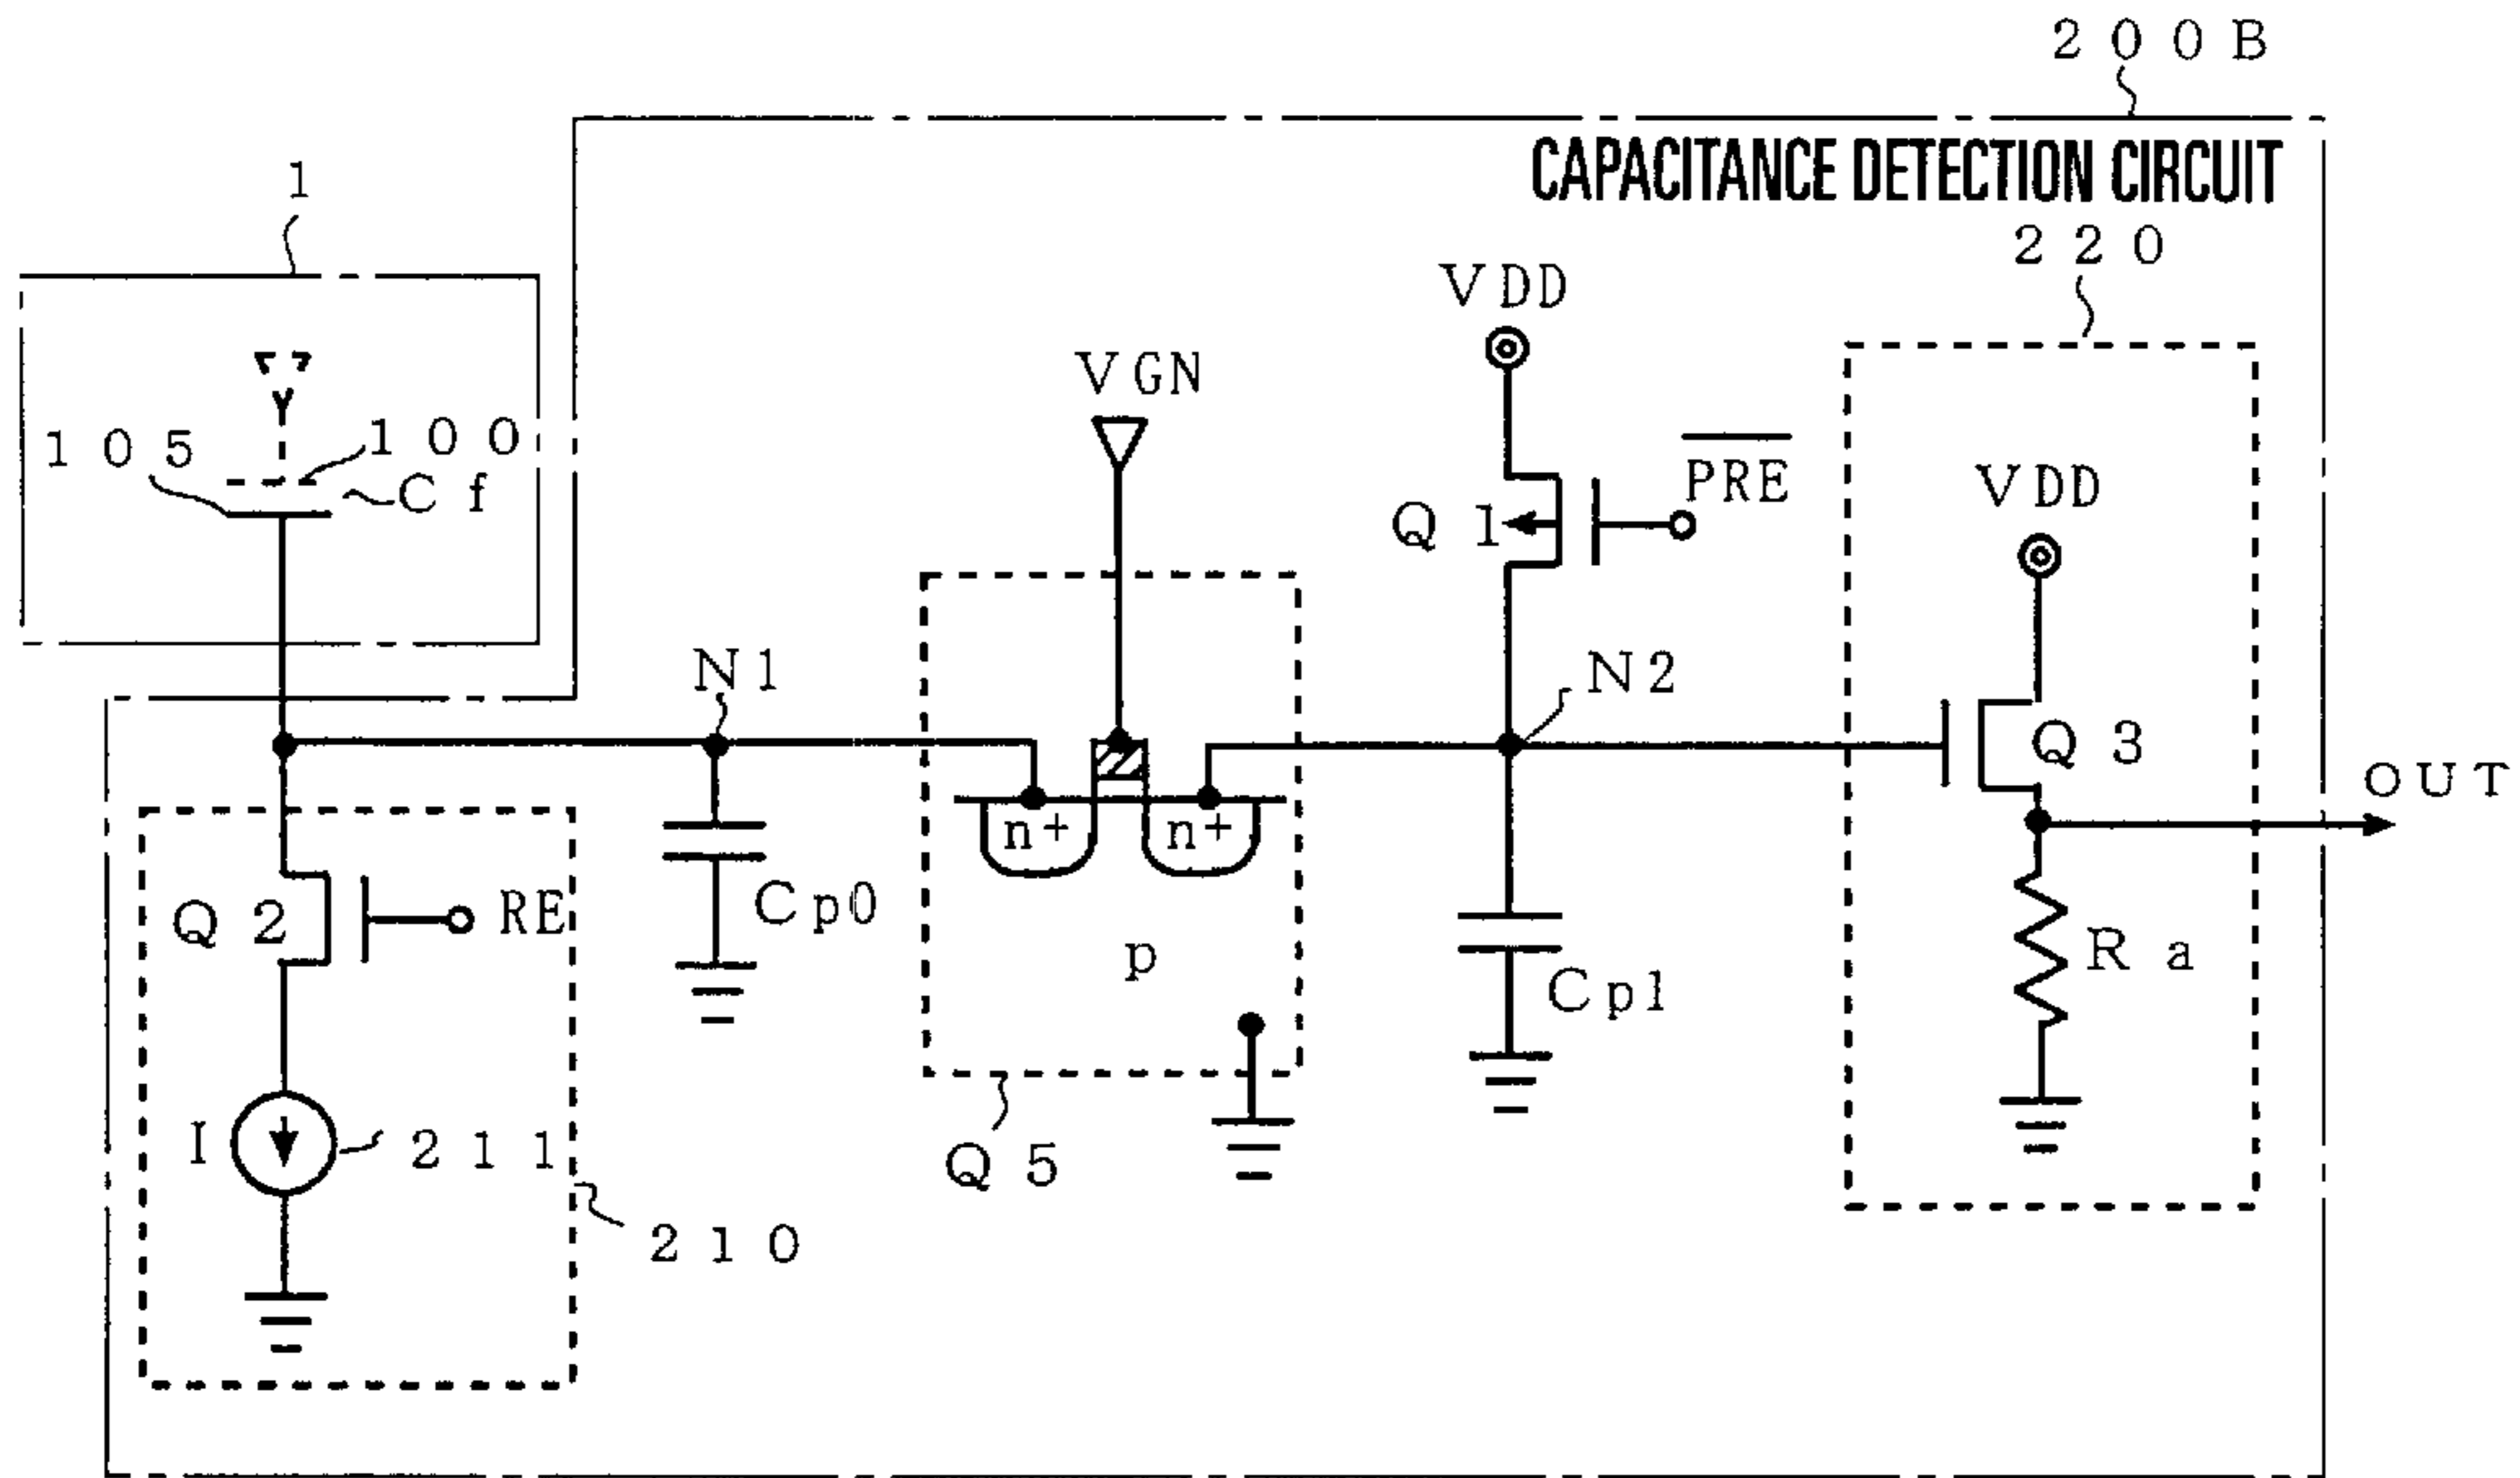 200B
CAPACITANCE DETECTION CIRCUIT
1
220
VDD
VGN
105
100
Cf
PRE
VDD
Q1
N1
N2
Q3
OUT
n+
n+
Q2
RE
Cp0
p
Ra
Cp1
I
211
Q5
210